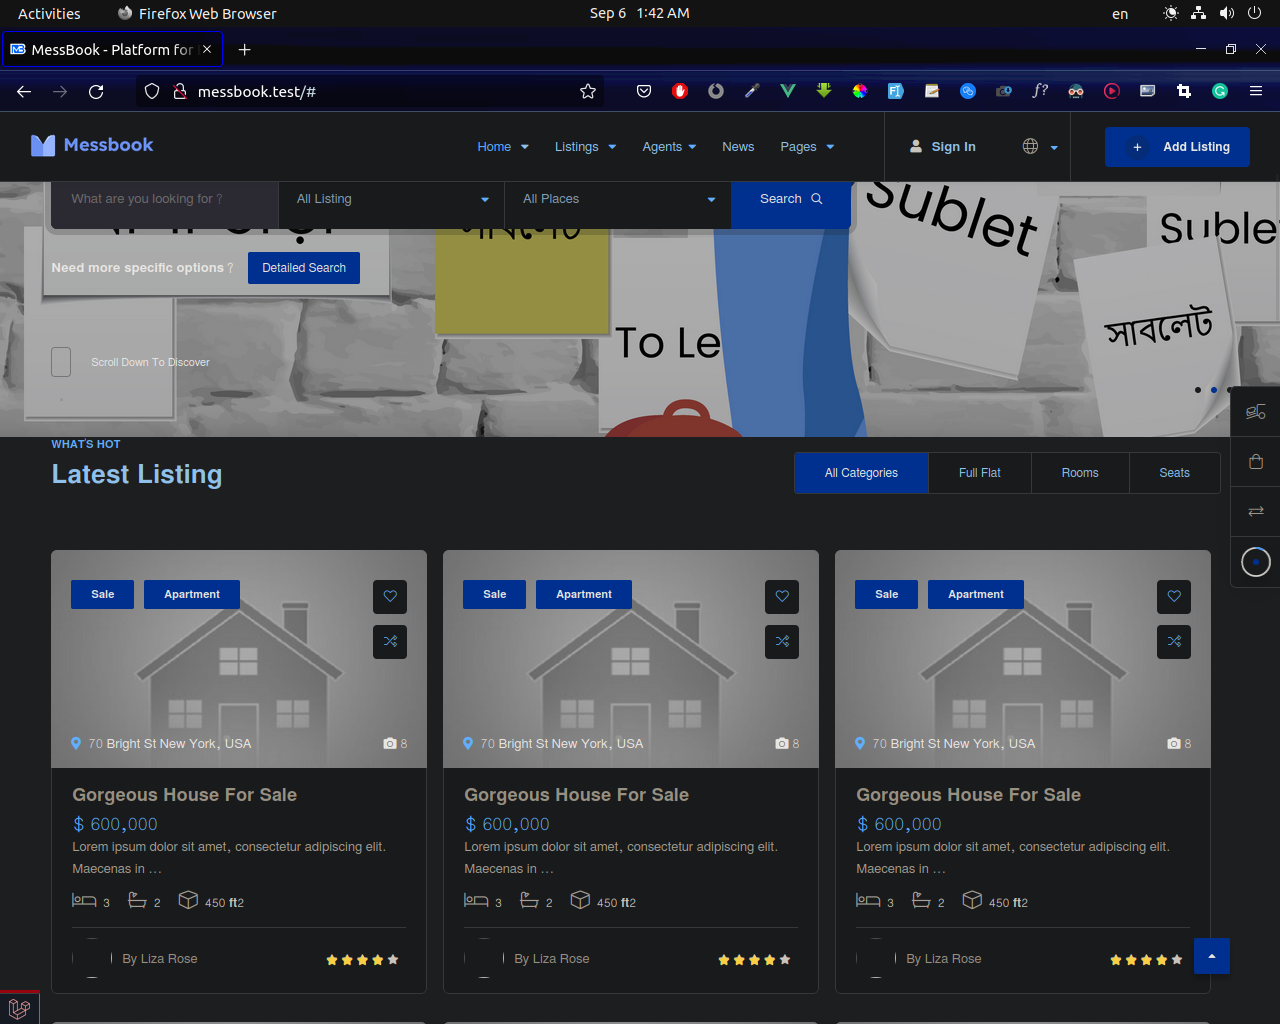 Activities
Firefox Web Browser
Sep 6 1:42 AM
en
MessBook - Platform for
messbook.test/#
Messbook
Home
Listings
Agents
News
Pages
Sign In
Add Listing
What are you looking for ?
All Listing
All Places
Search
Sublet
Suble
সাবলেট
Need more specific options ?
Detailed Search
To Le
সাবলেট
Scroll Down To Discover
WHAT'S HOT
Latest Listing
All Categories
Full Flat
Rooms
Seats
Sale
Apartment
70 Bright St New York, USA
8
Gorgeous House For Sale
$ 600,000
Lorem ipsum dolor sit amet, consectetur adipiscing elit.
Maecenas in ...
3
2
450 ft2
By Liza Rose
Sale
Apartment
70 Bright St New York, USA
8
Gorgeous House For Sale
$ 600,000
Lorem ipsum dolor sit amet, consectetur adipiscing elit.
Maecenas in ...
3
2
450 ft2
By Liza Rose
Sale
Apartment
70 Bright St New York, USA
8
Gorgeous House For Sale
$ 600,000
Lorem ipsum dolor sit amet, consectetur adipiscing elit.
Maecenas in ...
3
2
450 ft2
By Liza Rose